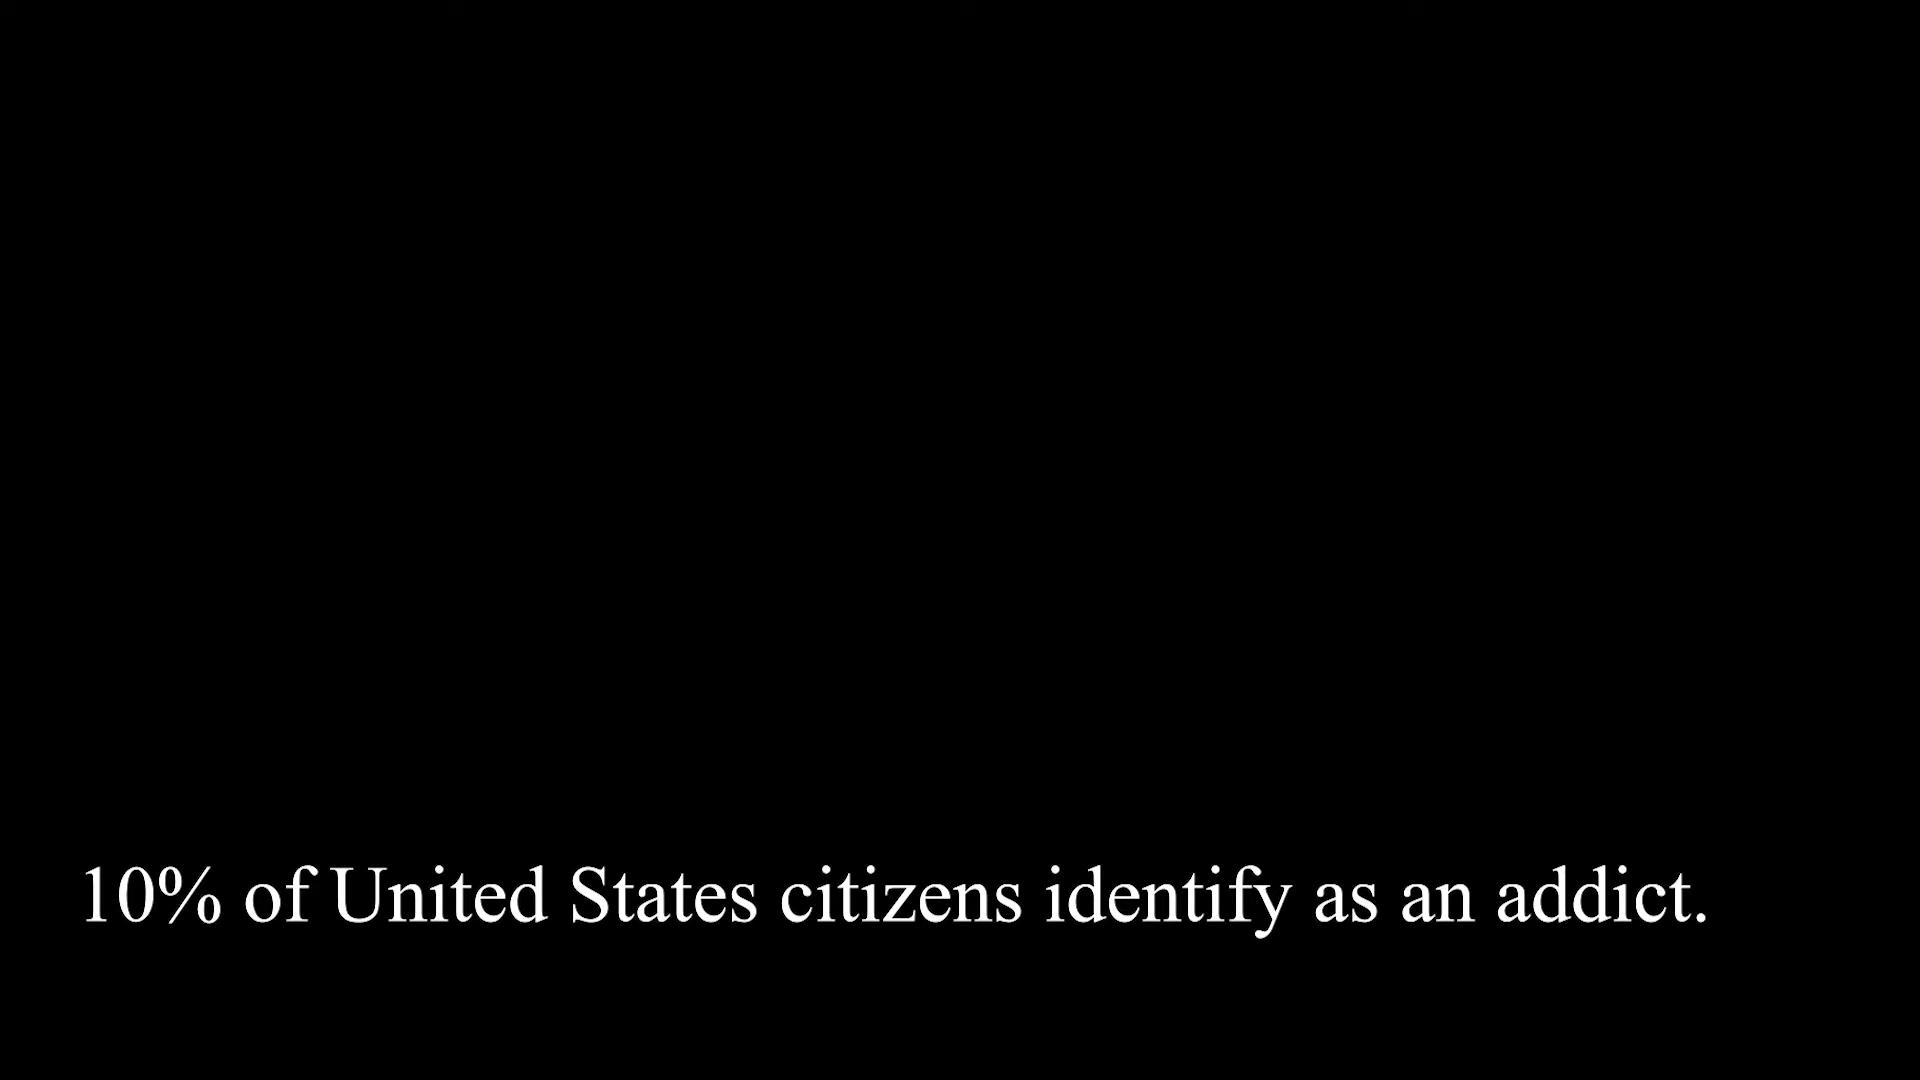 10% of United States citizens identify as an addict.